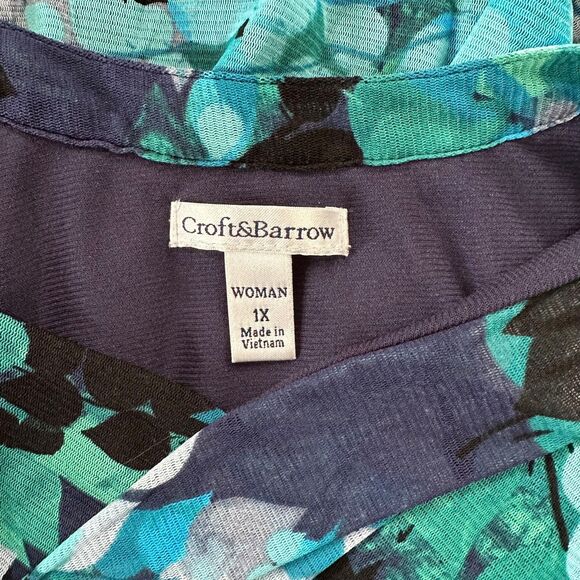 Croft&Barrow
WOMAN
1X
Made in
Vietnam